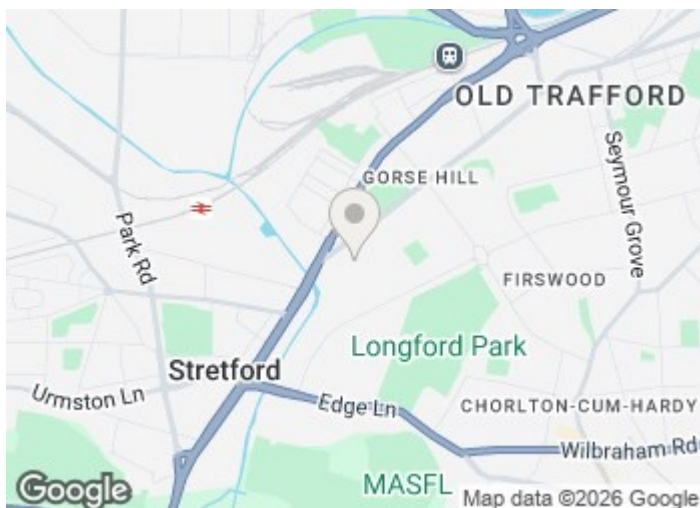 OLD TRAFFORD
Seymour Grove
GORSE HILL
Park Rd
FIRSWOOD
Longford Park
Stretford
Urmston Ln
Edge Ln
CHORLTON-CUM-HARDY
Wilbraham Rd
MASFL
Google
Map data ©2026 Google